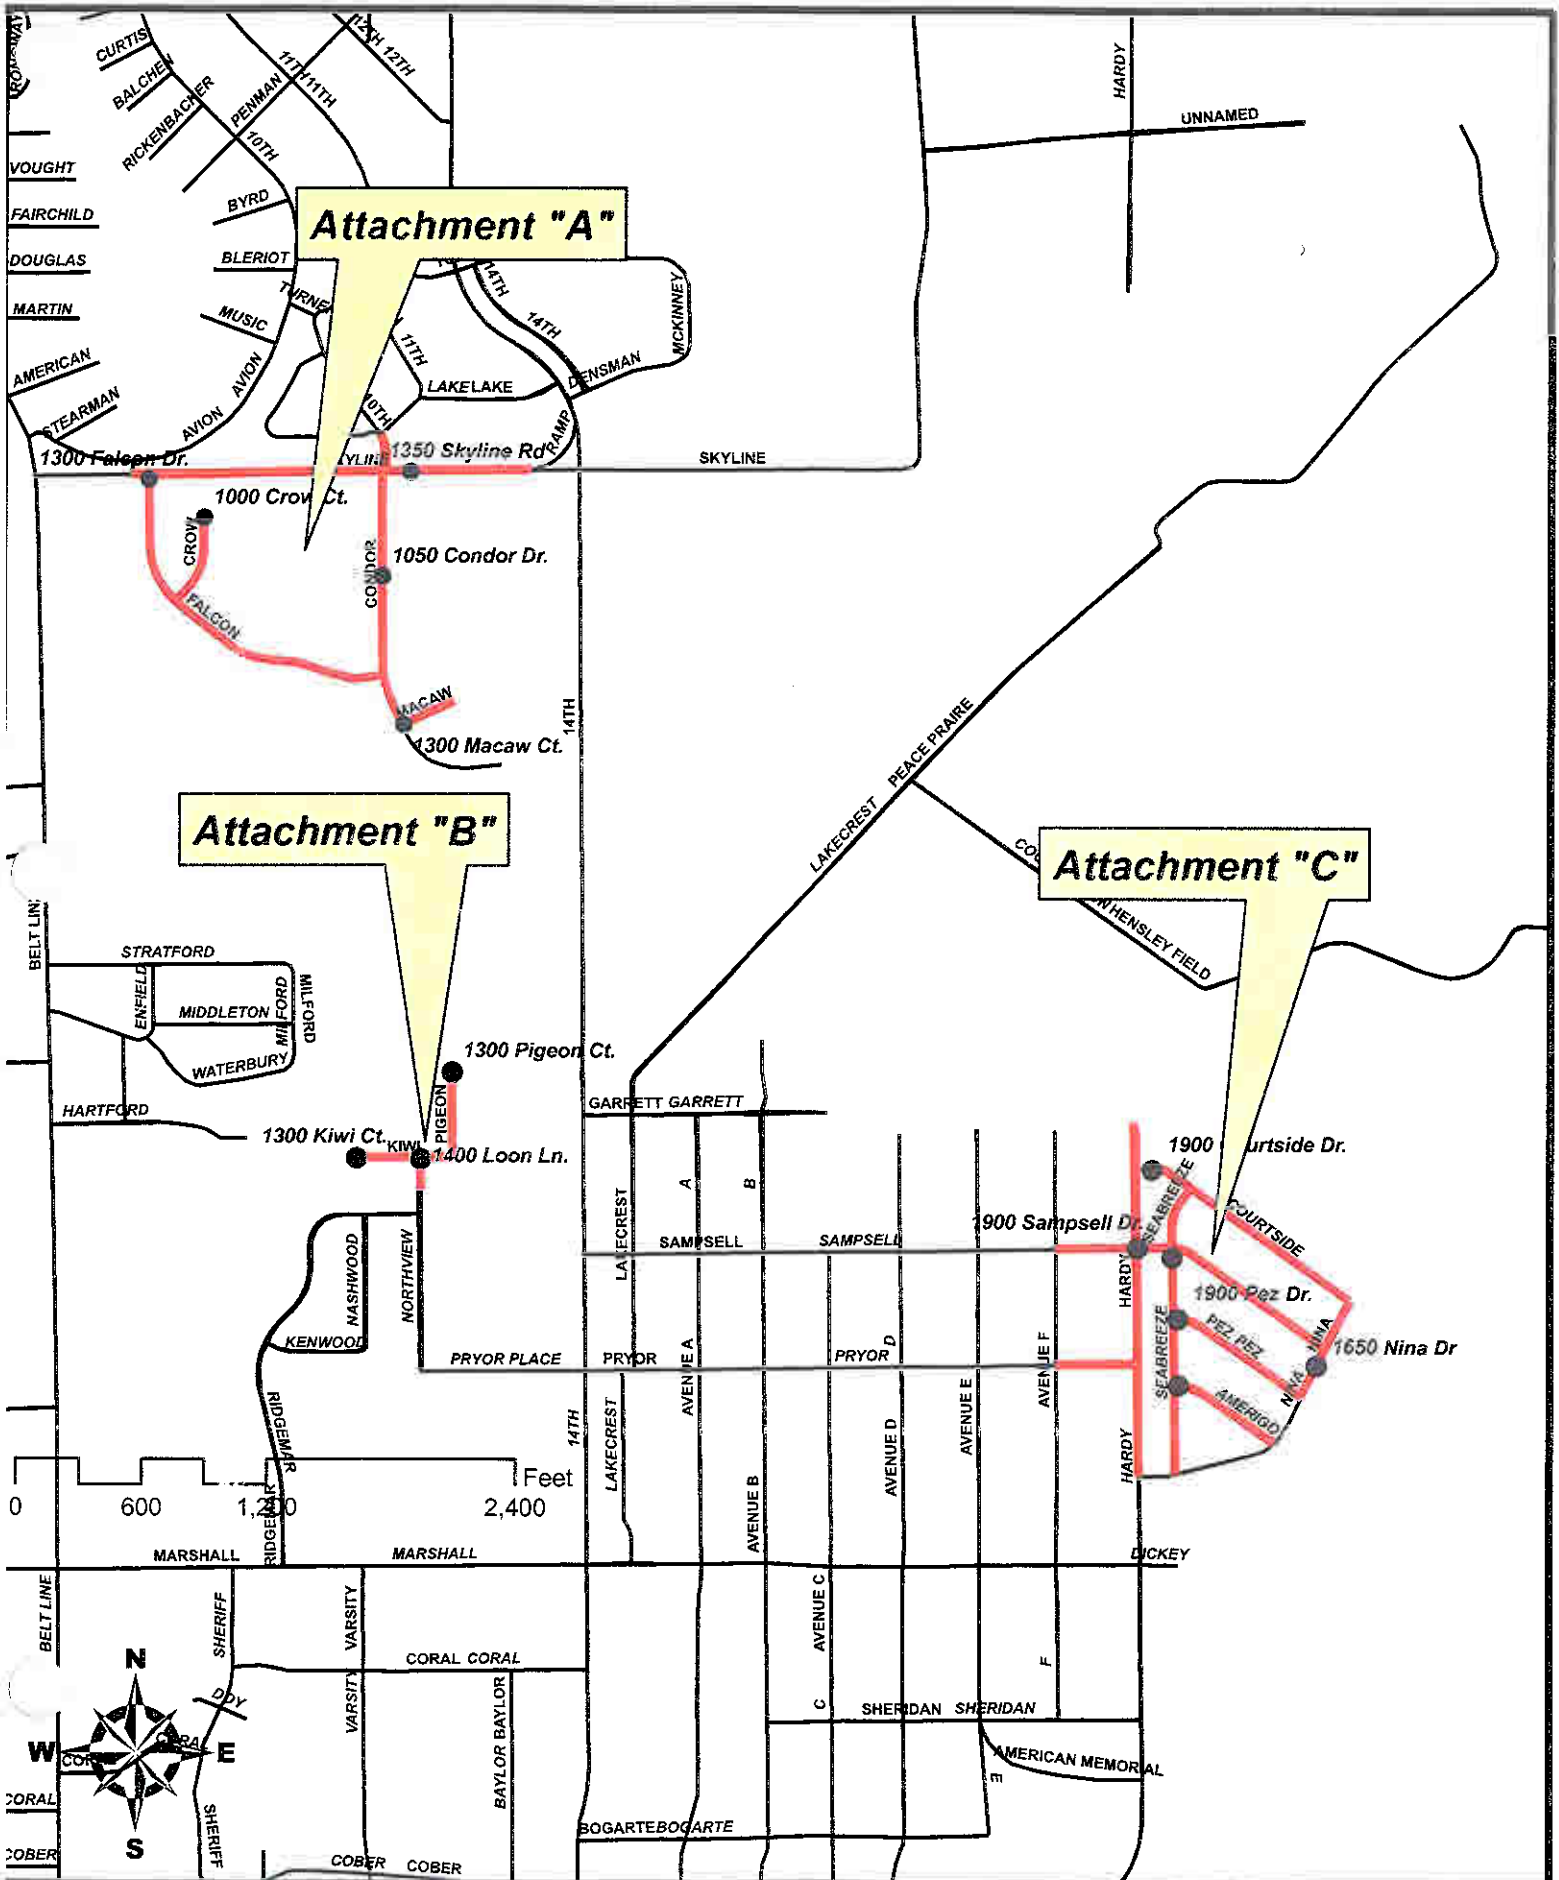 CURTIS
BALCHEN
RICKENBACKER
PENMAN
10TH
11TH 11TH
12TH 12TH
HARDY
UNNAMED
VOUGHT
FAIRCHILD
DOUGLAS
MARTIN
AMERICAN
STEARMAN
BYRD
BLERIOT
MUSIC
AVION
AVION
Attachment "A"
14TH
14TH
11TH
10TH
MCKINNEY
DENSMAN
LAKE LAKE
RAMP
1300 Falcon Dr.
1350 Skyline Rd
SKYLINE
1000 Crow Ct.
CROW
1050 Condor Dr.
CONDOR
FALCON
MACAW
1300 Macaw Ct.
14TH
PEACE PRAIRE
LAKECREST
Attachment "B"
Attachment "C"
HENSLEY FIELD
STRATFORD
ENFIELD
MIDDLETON
MILFORD
MILFORD
WATERBURY
HARTFORD
1300 Pigeon Ct.
PIGEON
1300 Kiwi Ct.
KIWI
1400 Loon Ln.
GARRETT GARRETT
A
B
LAKECREST
SAMPSELL
SAMPSELL
1900 Sampsell Dr.
SEABREEZE
COURTSIDE
HARDY
1900 Pez Dr.
SEABREEZE
PEZ PEZ
NINA
NINA
1650 Nina Dr
AMERIGO
NASHWOOD
NORTHVIEW
KENWOOD
PRYOR PLACE
PRYOR
PRYOR
D
AVENUE A
AVENUE F
AVENUE E
AVENUE D
AVENUE B
HARDY
RIDGEMAR
RIDGEMAR
14TH
LAKECREST
Feet
0
600
1,200
2,400
MARSHALL
MARSHALL
DICKEY
BELT LINE
SHERIFF
VARSITY
VARSITY
CORAL CORAL
BAYLOR BAYLOR
AVENUE C
C
F
SHERIDAN
SHERIDAN
AMERICAN MEMORIAL
E
BOGARTE BOGARTE
N
W
E
S
CORAL
CORAL
SHERIFF
COBER
COBER
COBER